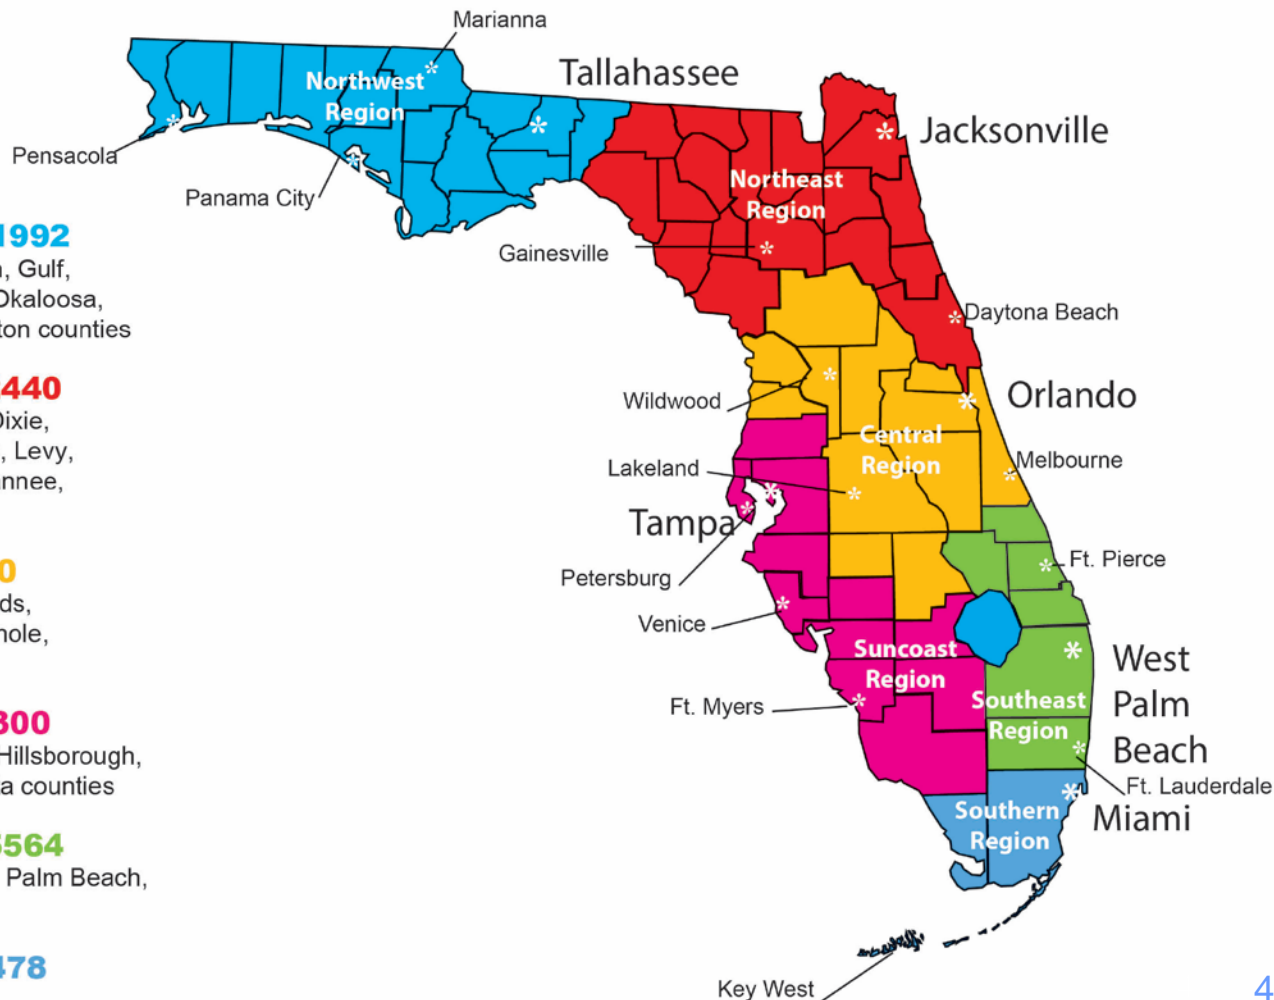 Marianna
Tallahassee
Northwest
Region
Jacksonville
Pensacola
Panama City
Northeast
Region
Gainesville
Daytona Beach
Wildwood
Orlando
Central
Region
Lakeland
Melbourne
Tampa
Petersburg
Ft. Pierce
Venice
Suncoast
Region
West
Palm
Beach
Ft. Myers
Southeast
Region
Ft. Lauderdale
Southern
Region
Miami
Key West
1992
, Gulf,
Okaloosa,
ton counties
440
Dixie,
, Levy,
nnee,
0
ds,
nole,
300
Hillsborough,
ta counties
564
Palm Beach,
478
4